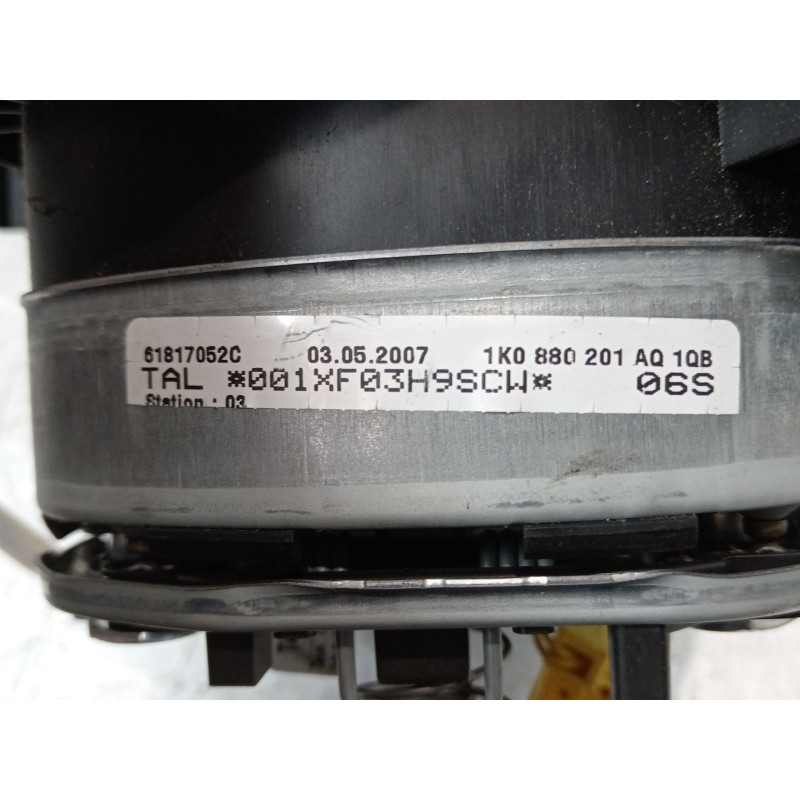 61817052C 03.05.2007 1K0 880 201 AQ 1QB
TAL *001XF03H9SCW* 06S
Station : 03